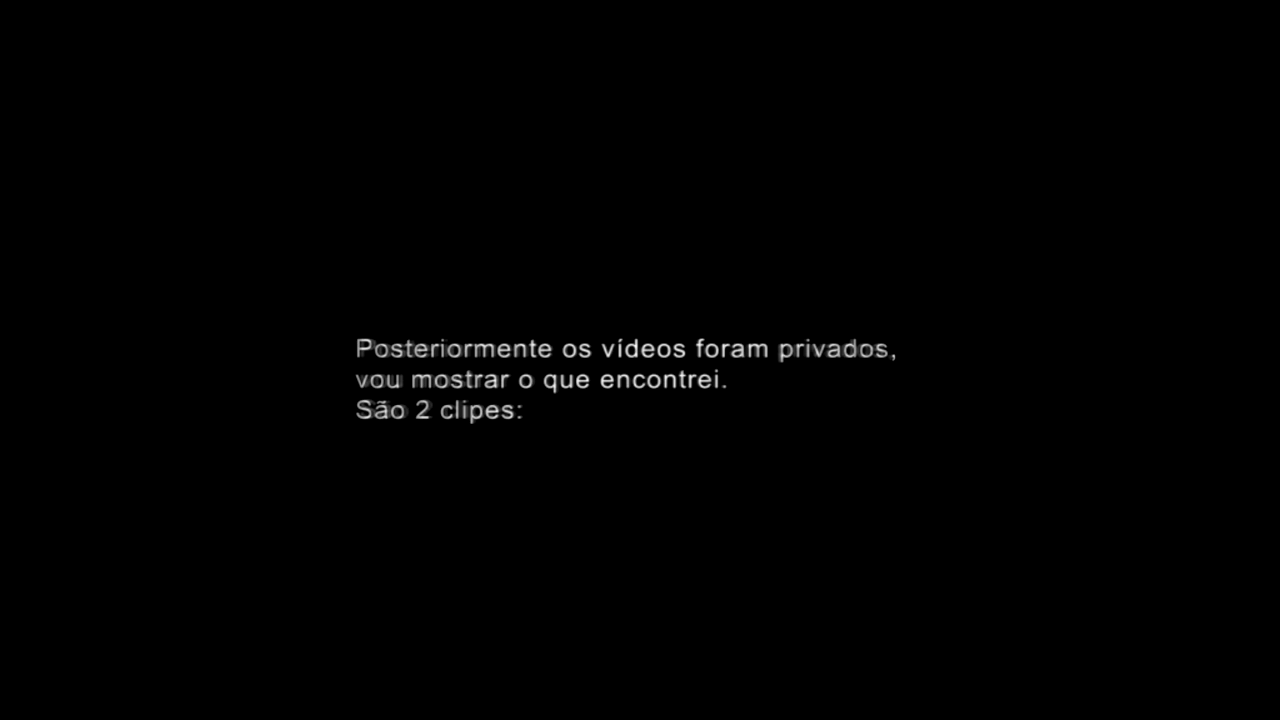 Posteriormente os vídeos foram privados,
vou mostrar o que encontrei.
São 2 clipes: